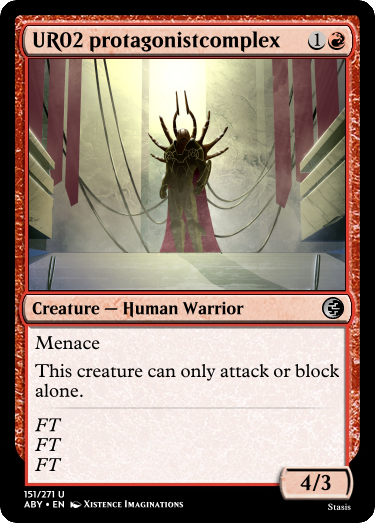 UR02 protagonistcomplex 1
Creature — Human Warrior
Menace
This creature can only attack or block
alone.
FT
FT
FT
4/3
151/271 U
ABY • EN Xistence Imaginations
Stasis